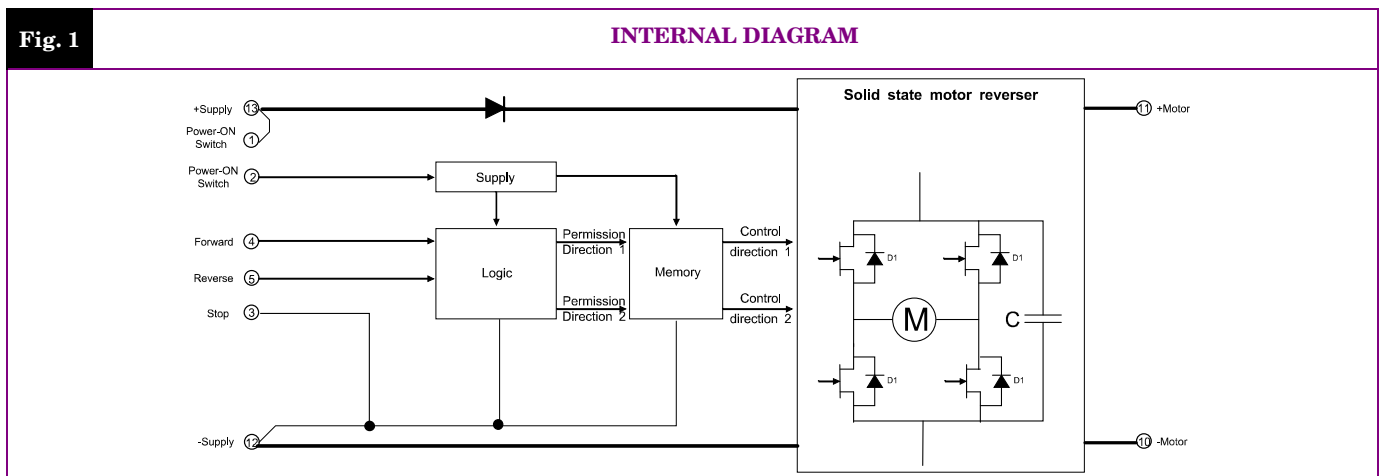 Fig. 1
INTERNAL DIAGRAM
Solid state motor reverser
+Supply 13
11 +Motor
Power-ON
Switch
1
Power-ON
Switch
2
Supply
Forward 4
Permission
Direction 1
Control
direction 1
D1
D1
Logic
Memory
Reverse 5
Stop 3
Permission
Direction 2
Control
direction 2
M
C
D1
D1
-Supply 12
10 -Motor